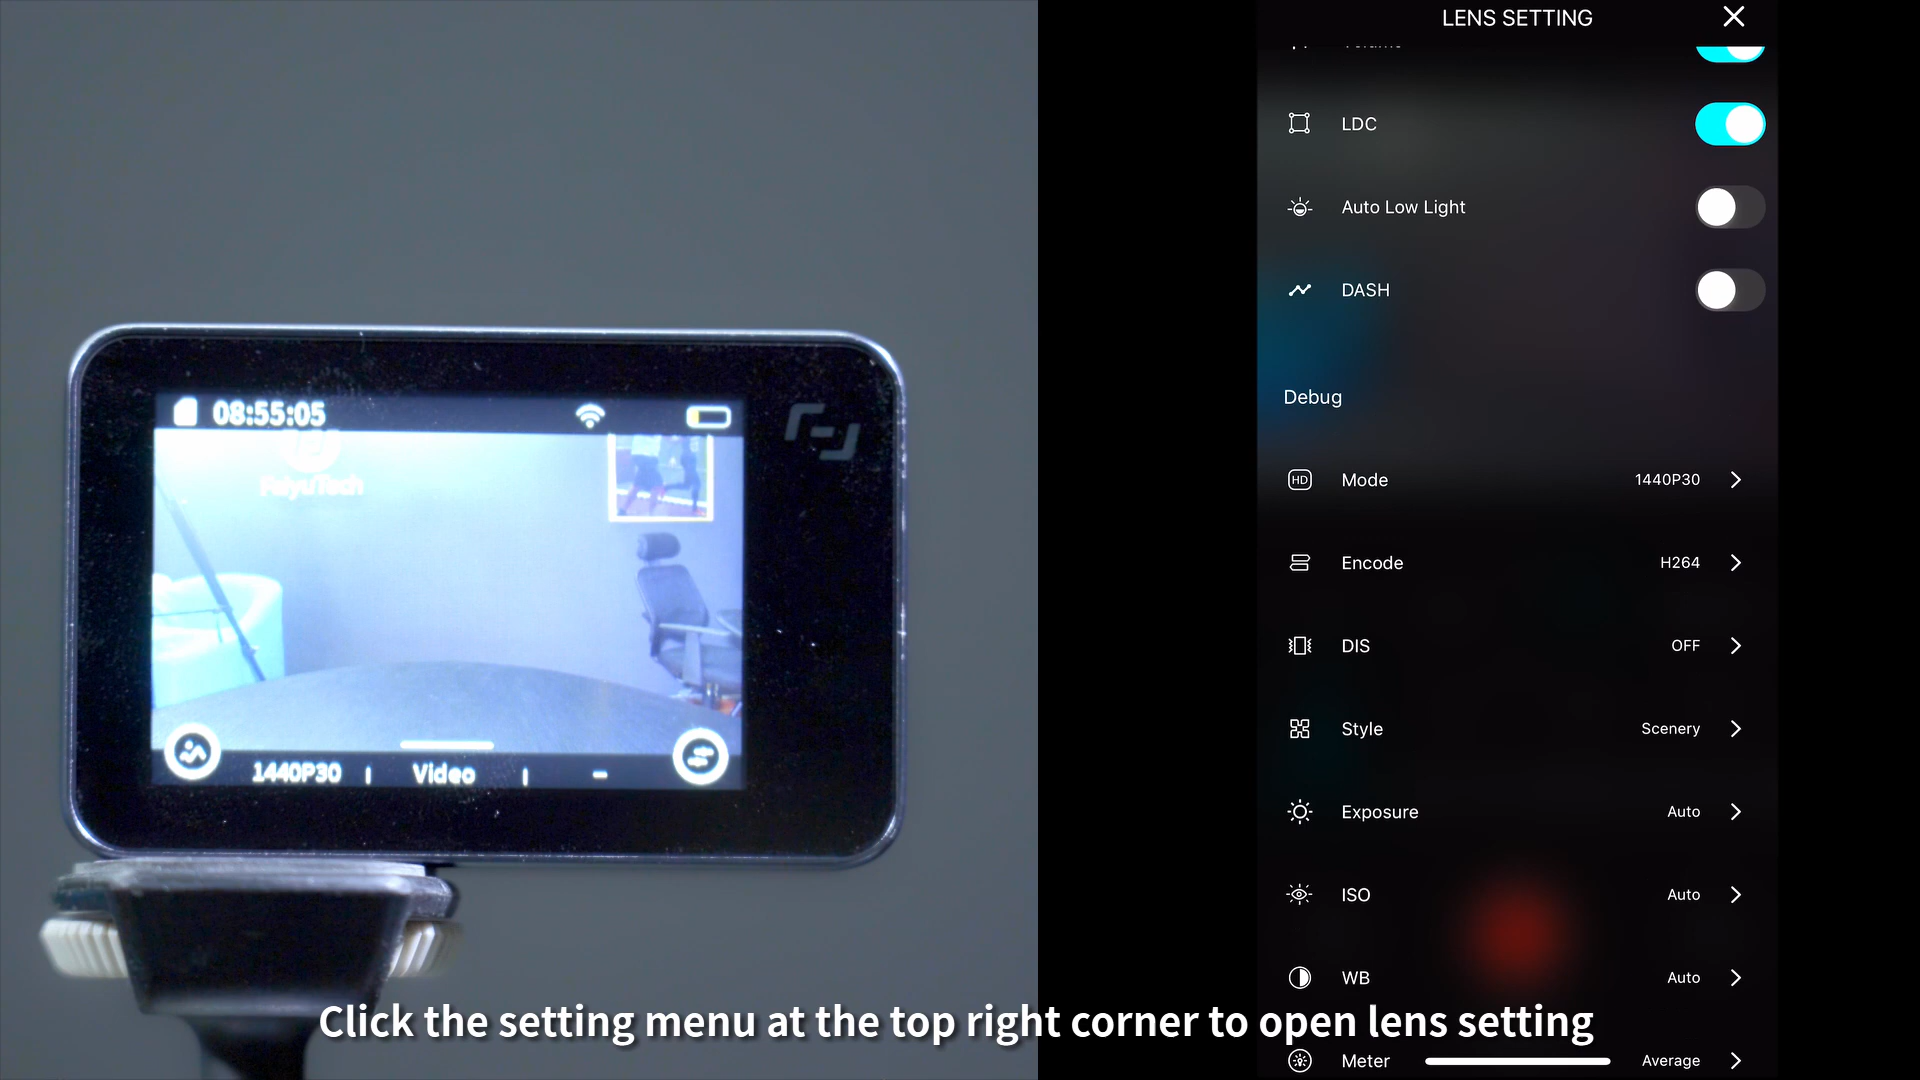 08:55:05
FeiyuTech
1440P30 | Video | –
LENS SETTING
Volume
LDC
Auto Low Light
DASH
Debug
HD Mode 1440P30
Encode H264
DIS OFF
Style Scenery
Exposure Auto
ISO Auto
WB Auto
Click the setting menu at the top right corner to open lens setting
Meter Average